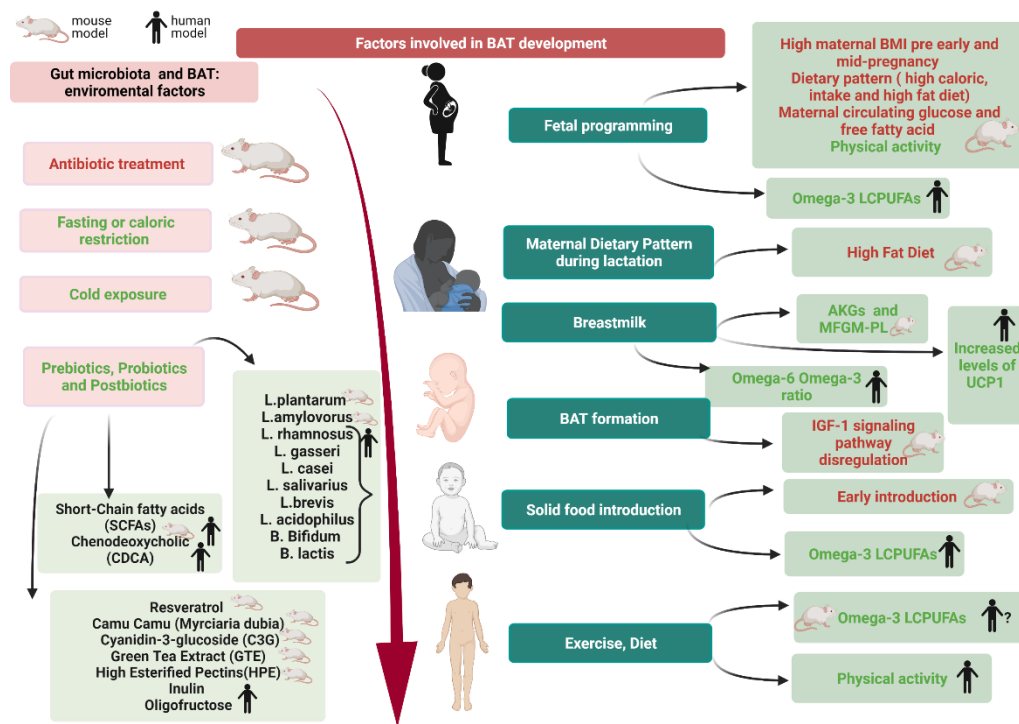 mouse
model
human
model
Factors involved in BAT development
Gut microbiota and BAT:
enviromental factors
Antibiotic treatment
Fasting or caloric
restriction
Cold exposure
Prebiotics, Probiotics
and Postbiotics
L.plantarum
L.amylovorus
L. rhamnosus
L. gasseri
L. casei
L. salivarius
L.brevis
L. acidophilus
B. Bifidum
B. lactis
Short-Chain fatty acids
(SCFAs)
Chenodeoxycholic
(CDCA)
Resveratrol
Camu Camu (Myrciaria dubia)
Cyanidin-3-glucoside (C3G)
Green Tea Extract (GTE)
High Esterified Pectins(HPE)
Inulin
Oligofructose
Fetal programming
High maternal BMI pre early and
mid-pregnancy
Dietary pattern ( high caloric,
intake and high fat diet)
Maternal circulating glucose and
free fatty acid
Physical activity
Omega-3 LCPUFAs
Maternal Dietary Pattern
during lactation
High Fat Diet
Breastmilk
AKGs and
MFGM-PL
Increased
levels of
UCP1
Omega-6 Omega-3
ratio
BAT formation
IGF-1 signaling
pathway
disregulation
Solid food introduction
Early introduction
Omega-3 LCPUFAs
Exercise, Diet
Omega-3 LCPUFAs
?
Physical activity